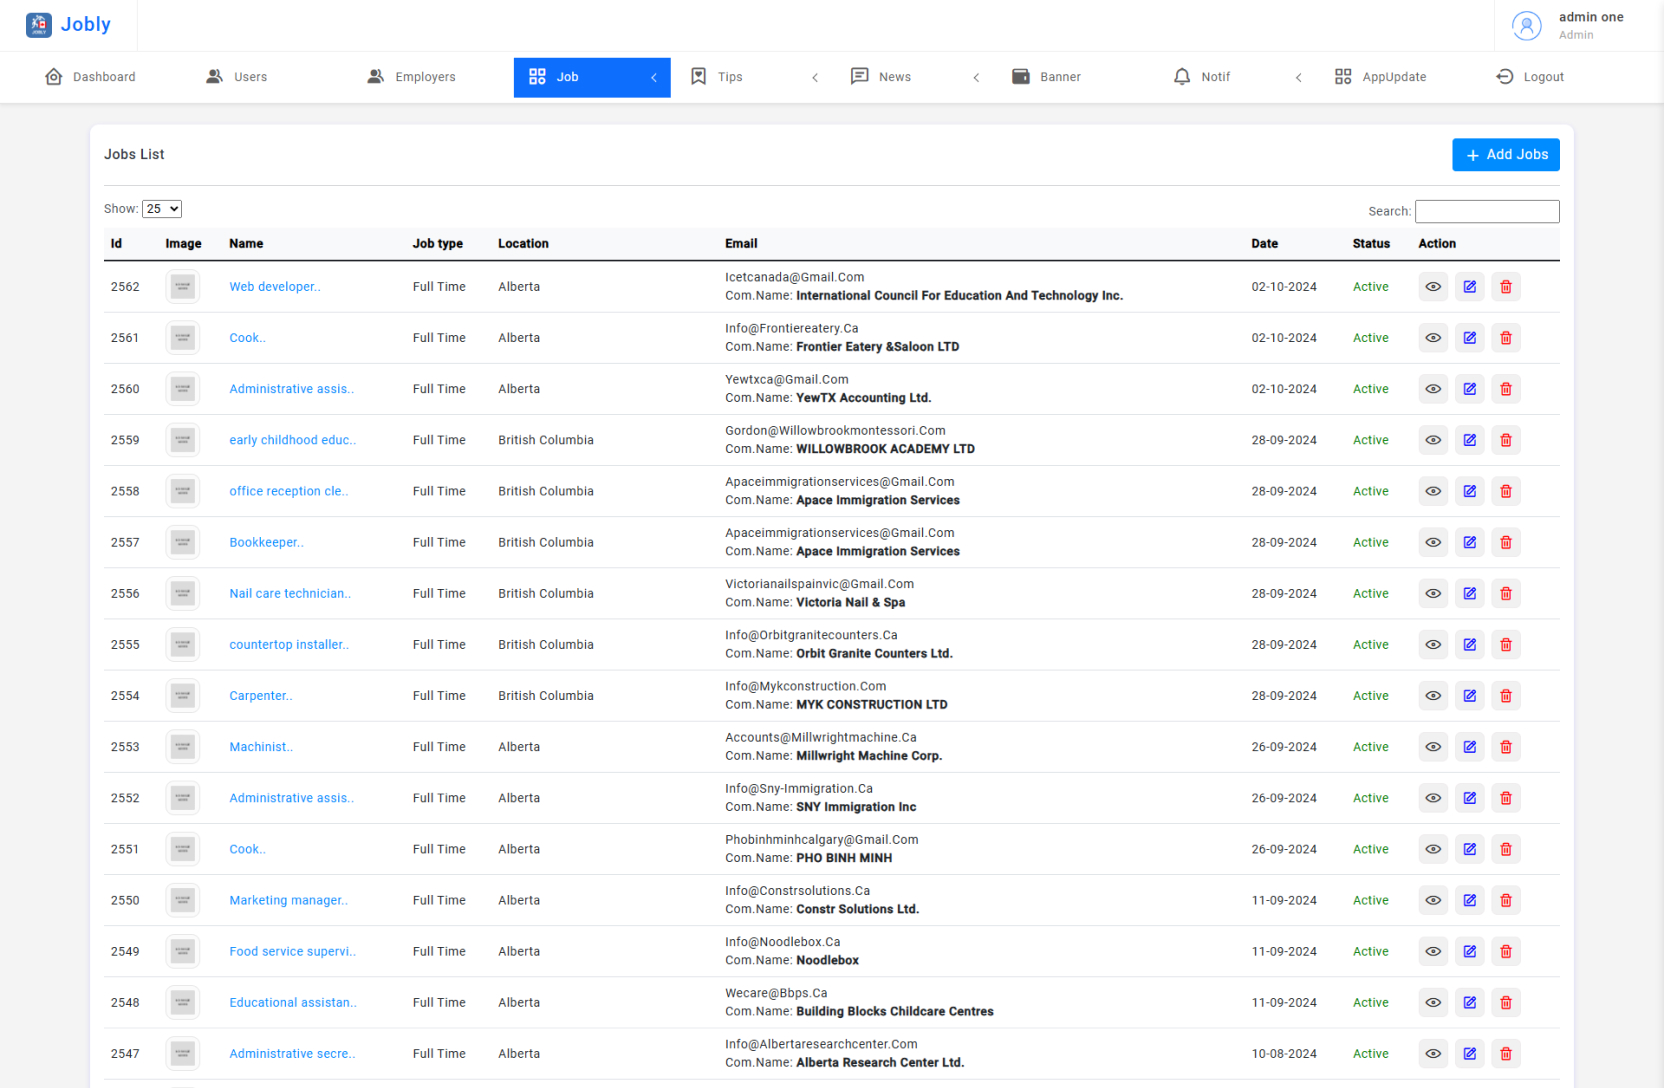 Jobly
admin one
Admin
Dashboard
Users
Employers
Job
Tips
News
Banner
Notif
AppUpdate
Logout
Jobs List
+ Add Jobs
Show: 25
Search:
Id Image Name Job type Location Email Date Status Action
2562 Web developer.. Full Time Alberta Icetcanada@Gmail.Com 02-10-2024 Active
Com.Name: International Council For Education And Technology Inc.
2561 Cook.. Full Time Alberta Info@Frontiereatery.Ca 02-10-2024 Active
Com.Name: Frontier Eatery &Saloon LTD
2560 Administrative assis.. Full Time Alberta Yewtxca@Gmail.Com 02-10-2024 Active
Com.Name: YewTX Accounting Ltd.
2559 early childhood educ.. Full Time British Columbia Gordon@Willowbrookmontessori.Com 28-09-2024 Active
Com.Name: WILLOWBROOK ACADEMY LTD
2558 office reception cle.. Full Time British Columbia Apaceimmigrationservices@Gmail.Com 28-09-2024 Active
Com.Name: Apace Immigration Services
2557 Bookkeeper.. Full Time British Columbia Apaceimmigrationservices@Gmail.Com 28-09-2024 Active
Com.Name: Apace Immigration Services
2556 Nail care technician.. Full Time British Columbia Victorianailspainvic@Gmail.Com 28-09-2024 Active
Com.Name: Victoria Nail & Spa
2555 countertop installer.. Full Time British Columbia Info@Orbitgranitecounters.Ca 28-09-2024 Active
Com.Name: Orbit Granite Counters Ltd.
2554 Carpenter.. Full Time British Columbia Info@Mykconstruction.Com 28-09-2024 Active
Com.Name: MYK CONSTRUCTION LTD
2553 Machinist.. Full Time Alberta Accounts@Millwrightmachine.Ca 26-09-2024 Active
Com.Name: Millwright Machine Corp.
2552 Administrative assis.. Full Time Alberta Info@Sny-Immigration.Ca 26-09-2024 Active
Com.Name: SNY Immigration Inc
2551 Cook.. Full Time Alberta Phobinhminhcalgary@Gmail.Com 26-09-2024 Active
Com.Name: PHO BINH MINH
2550 Marketing manager.. Full Time Alberta Info@Constrsolutions.Ca 11-09-2024 Active
Com.Name: Constr Solutions Ltd.
2549 Food service supervi.. Full Time Alberta Info@Noodlebox.Ca 11-09-2024 Active
Com.Name: Noodlebox
2548 Educational assistan.. Full Time Alberta Wecare@Bbps.Ca 11-09-2024 Active
Com.Name: Building Blocks Childcare Centres
2547 Administrative secre.. Full Time Alberta Info@Albertaresearchcenter.Com 10-08-2024 Active
Com.Name: Alberta Research Center Ltd.